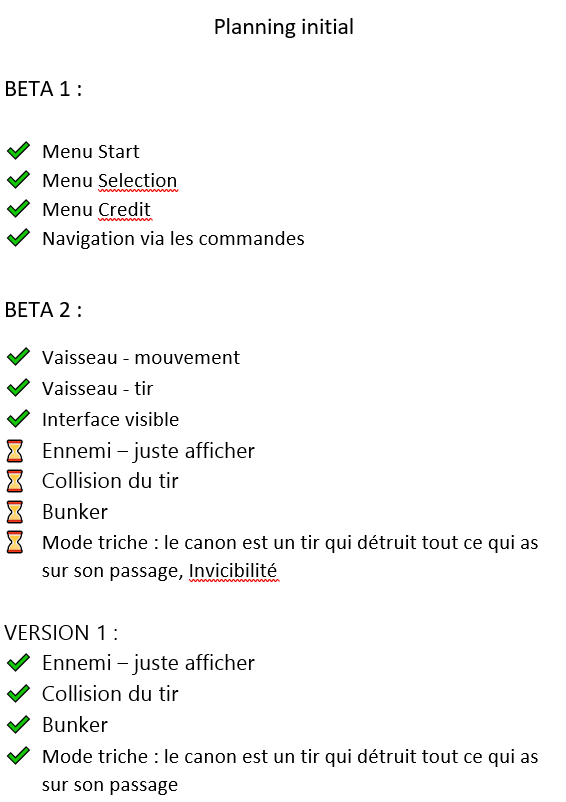 Planning initial
BETA 1 :
Menu Start
Menu Selection
Menu Credit
Navigation via les commandes
BETA 2 :
Vaisseau - mouvement
Vaisseau - tir
Interface visible
Ennemi – juste afficher
Collision du tir
Bunker
Mode triche : le canon est un tir qui détruit tout ce qui as
sur son passage, Invicibilité
VERSION 1 :
Ennemi – juste afficher
Collision du tir
Bunker
Mode triche : le canon est un tir qui détruit tout ce qui as
sur son passage